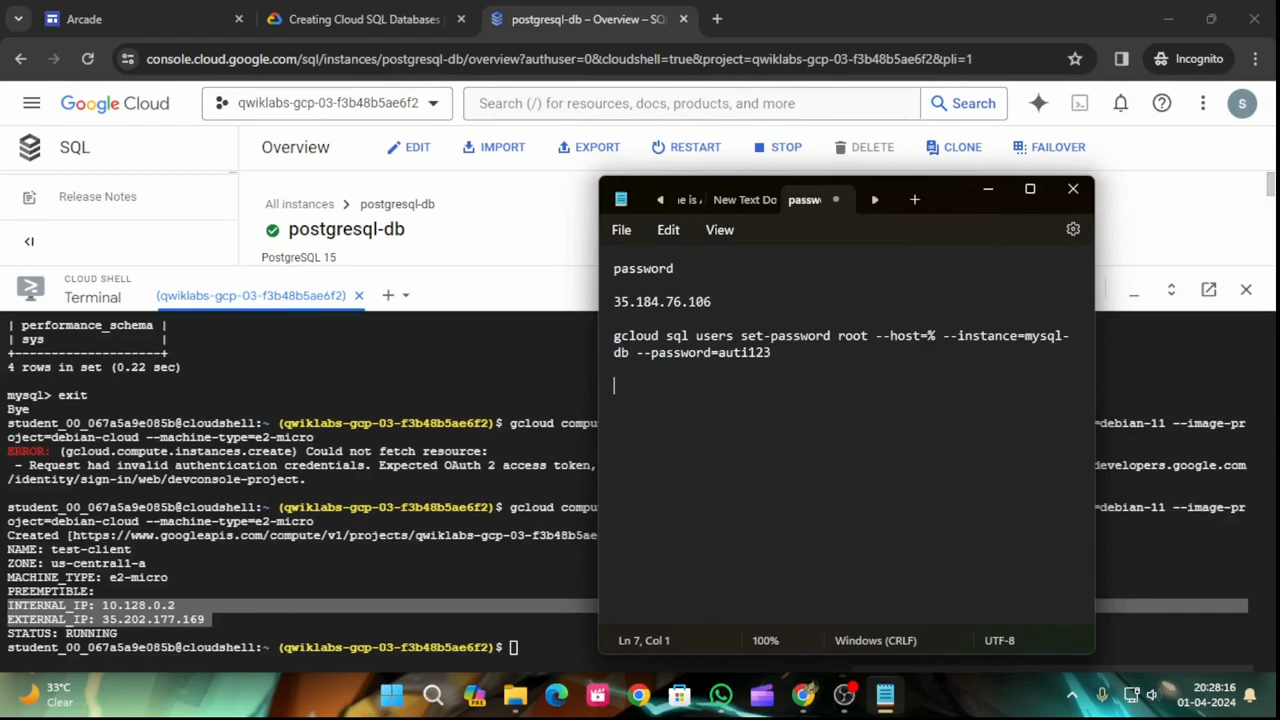 Arcade
Creating Cloud SQL Databases
postgresql-db – Overview – SQ
console.cloud.google.com/sql/instances/postgresql-db/overview?authuser=0&cloudshell=true&project=qwiklabs-gcp-03-f3b48b5ae6f2&pli=1
Incognito
Google Cloud
qwiklabs-gcp-03-f3b48b5ae6f2
Search (/) for resources, docs, products, and more
Search
S
SQL
Overview
EDIT
IMPORT
EXPORT
RESTART
STOP
DELETE
CLONE
FAILOVER
Release Notes
All instances
postgresql-db
postgresql-db
PostgreSQL 15
CLOUD SHELL
Terminal
(qwiklabs-gcp-03-f3b48b5ae6f2)
New Text Do
passw
File
Edit
View
password
35.184.76.106
gcloud sql users set-password root --host=% --instance=mysql-
db --password=auti123
Ln 7, Col 1
100%
Windows (CRLF)
UTF-8
| performance_schema |
| sys |
+--------------------+
4 rows in set (0.22 sec)
mysql> exit
Bye
student_00_067a5a9e085b@cloudshell:~ (qwiklabs-gcp-03-f3b48b5ae6f2)$ gcloud compu =debian-11 --image-pr
oject=debian-cloud --machine-type=e2-micro
ERROR: (gcloud.compute.instances.create) Could not fetch resource:
- Request had invalid authentication credentials. Expected OAuth 2 access token, developers.google.com
/identity/sign-in/web/devconsole-project.
student_00_067a5a9e085b@cloudshell:~ (qwiklabs-gcp-03-f3b48b5ae6f2)$ gcloud compu =debian-11 --image-pr
oject=debian-cloud --machine-type=e2-micro
Created [https://www.googleapis.com/compute/v1/projects/qwiklabs-gcp-03-f3b48b5ae
NAME: test-client
ZONE: us-central1-a
MACHINE_TYPE: e2-micro
PREEMPTIBLE:
INTERNAL_IP: 10.128.0.2
EXTERNAL_IP: 35.202.177.169
STATUS: RUNNING
student_00_067a5a9e085b@cloudshell:~ (qwiklabs-gcp-03-f3b48b5ae6f2)$
33°C
Clear
PRE
20:28:16
01-04-2024